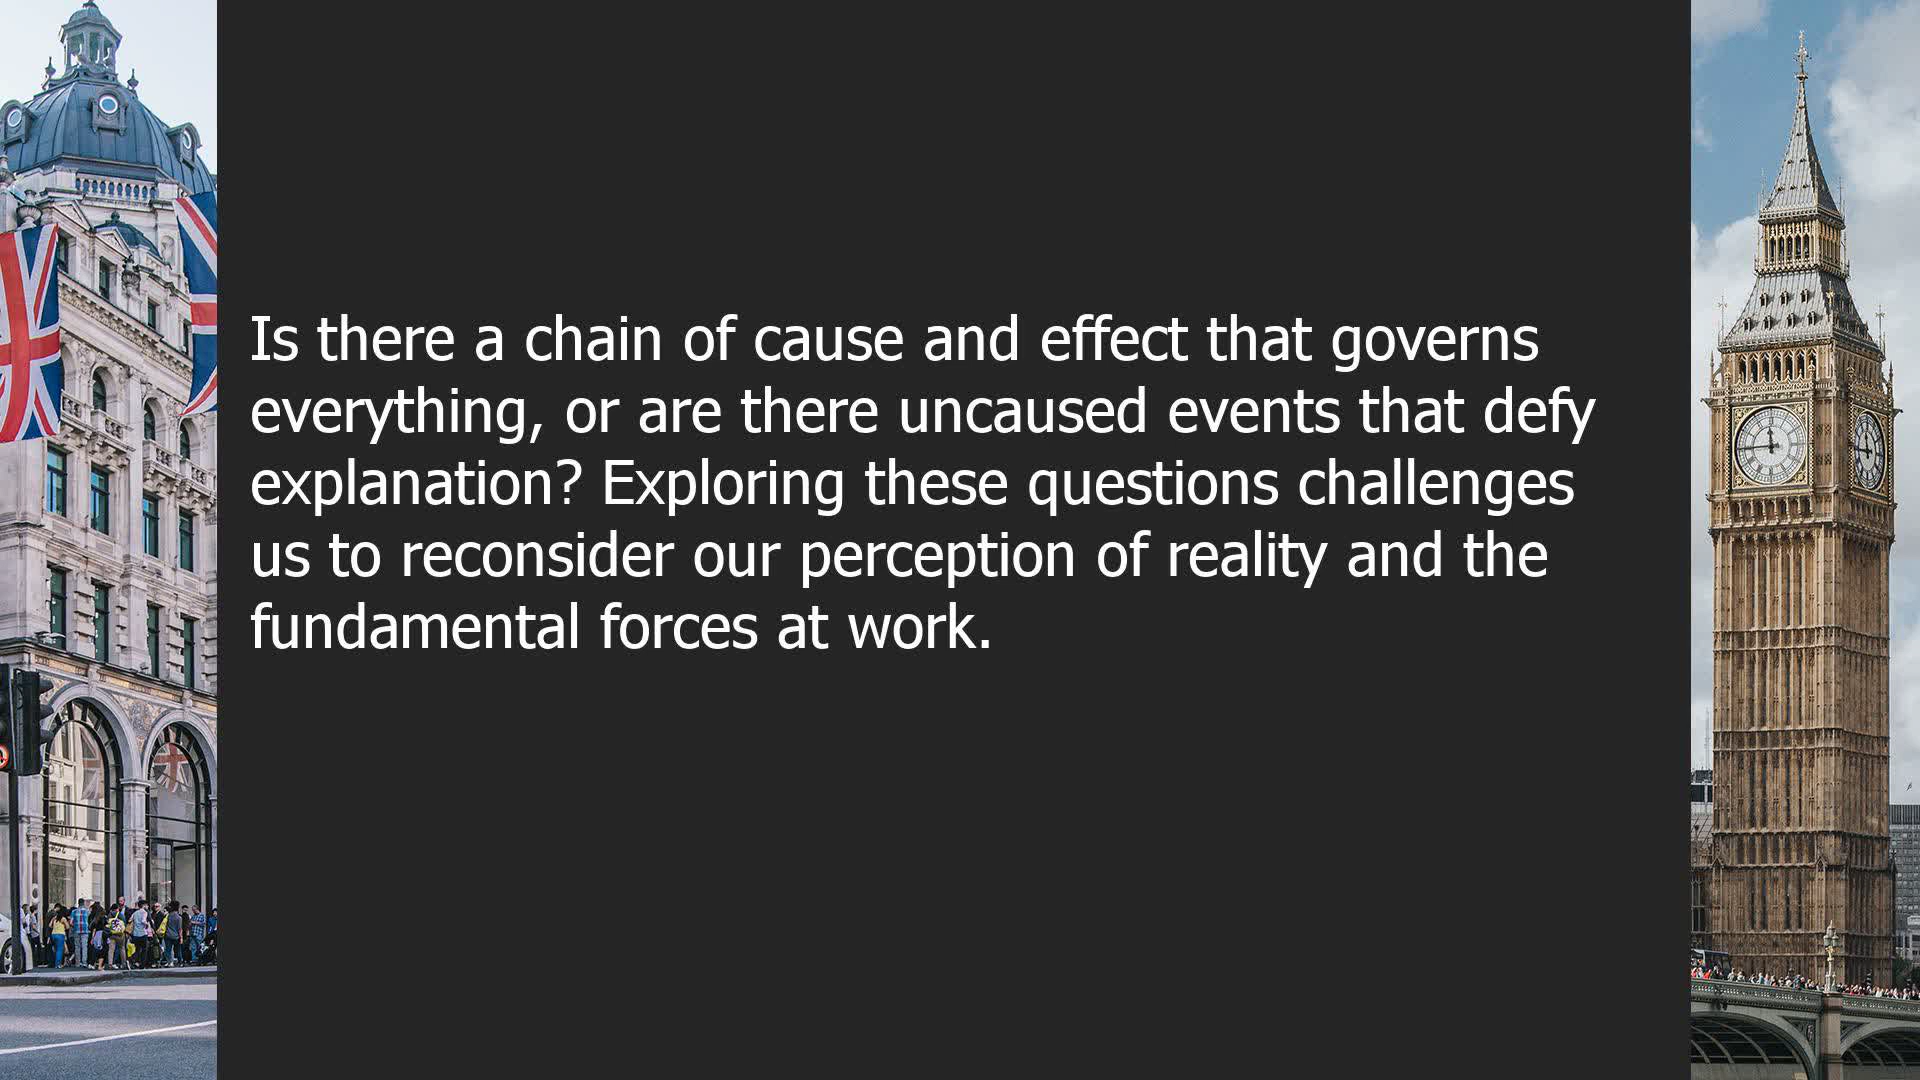 Is there a chain of cause and effect that governs
everything, or are there uncaused events that defy
explanation? Exploring these questions challenges
us to reconsider our perception of reality and the
fundamental forces at work.